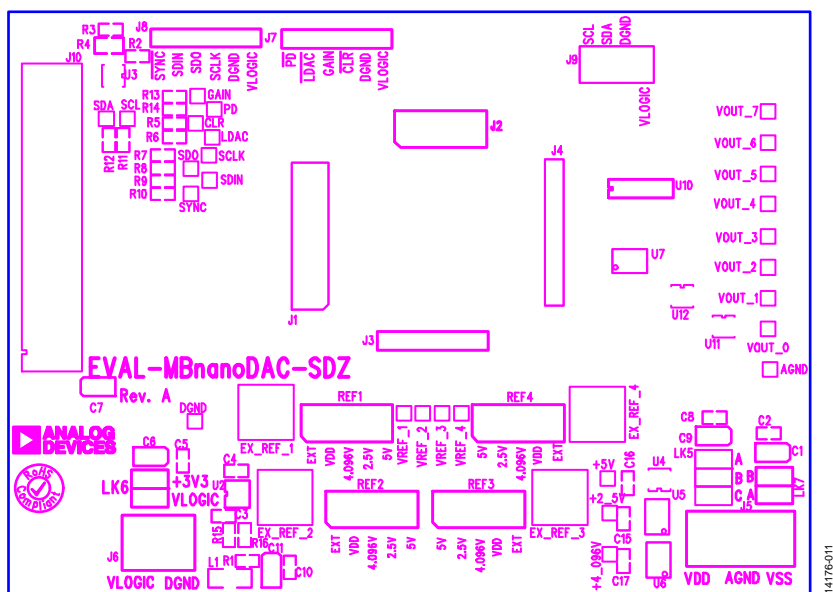 R3
R4
R2
J8
J7
J10
U3
SYNC
SDIN
SDO
SCLK
DGND
VLOGIC
PD
LDAC
GAIN
CLR
DGND
VLOGIC
SCL
SDA
DGND
J9
VLOGIC
R13
R14
R5
R6
GAIN
PD
CLR
LDAC
SDA
SCL
R12
R11
R7
R8
R9
R10
SDO
SCLK
SDIN
SYNC
J2
J4
J1
J3
U10
U7
U12
U11
VOUT_7
VOUT_6
VOUT_5
VOUT_4
VOUT_3
VOUT_2
VOUT_1
VOUT_0
AGND
EVAL-MBnanoDAC-SDZ
Rev. A
C7
DGND
ANALOG
DEVICES
RoHS
Compliant
EX_REF_1
REF1
EXT
VDD
4.096V
2.5V
5V
VREF_1
VREF_2
VREF_3
VREF_4
REF4
5V
2.5V
4.096V
VDD
EXT
EX_REF_4
C8
C9
C2
C1
LK5
A
B
C
B
A
LK7
C6
C5
+3V3
LK6
VLOGIC
C4
U2
C3
R15
R16
EX_REF_2
REF2
EXT
VDD
4.096V
2.5V
5V
REF3
5V
2.5V
4.096V
VDD
EXT
EX_REF_3
+5V
C16
U4
+2_5V
C15
U5
+4_096V
C17
U6
J6
VLOGIC DGND
L1
R1
C11
C10
J5
VDD AGND VSS
14176-011